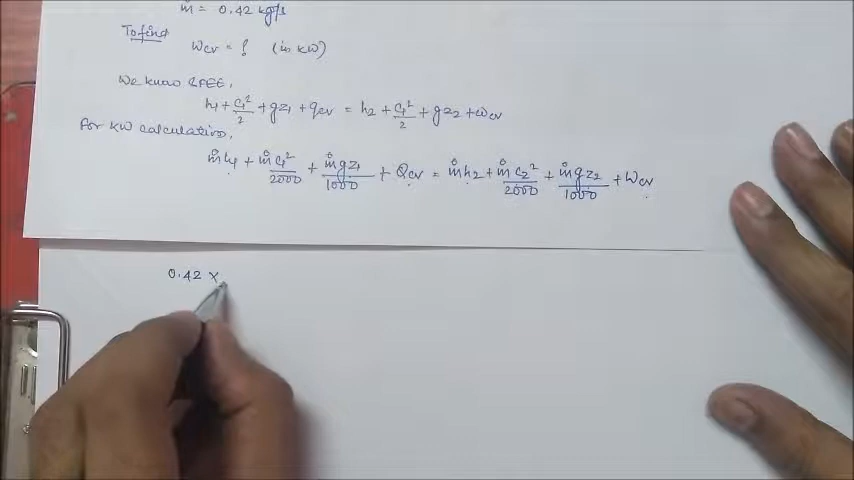 ṁ = 0.42 kg/s
To find
Wcv = ? (in kW)
We know SFEE,
h₁ + C₁²/2 + gz₁ + qcv = h₂ + C₁²/2 + gz₂ + wcv
For kW calculation,
ṁh₁ + ṁC₁²/2000 + ṁgz₁/1000 + Qcv = ṁh₂ + ṁC₂²/2000 + ṁgz₂/1000 + Wcv
0.42 ×